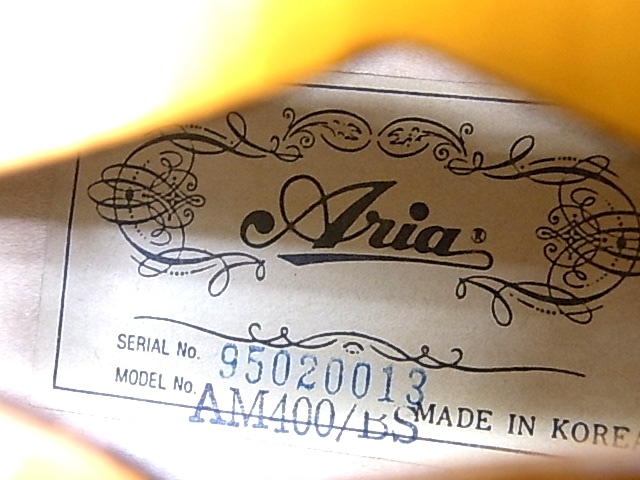 Aria®
SERIAL No. 95020013
MODEL No. AM400/BS
MADE IN KOREA